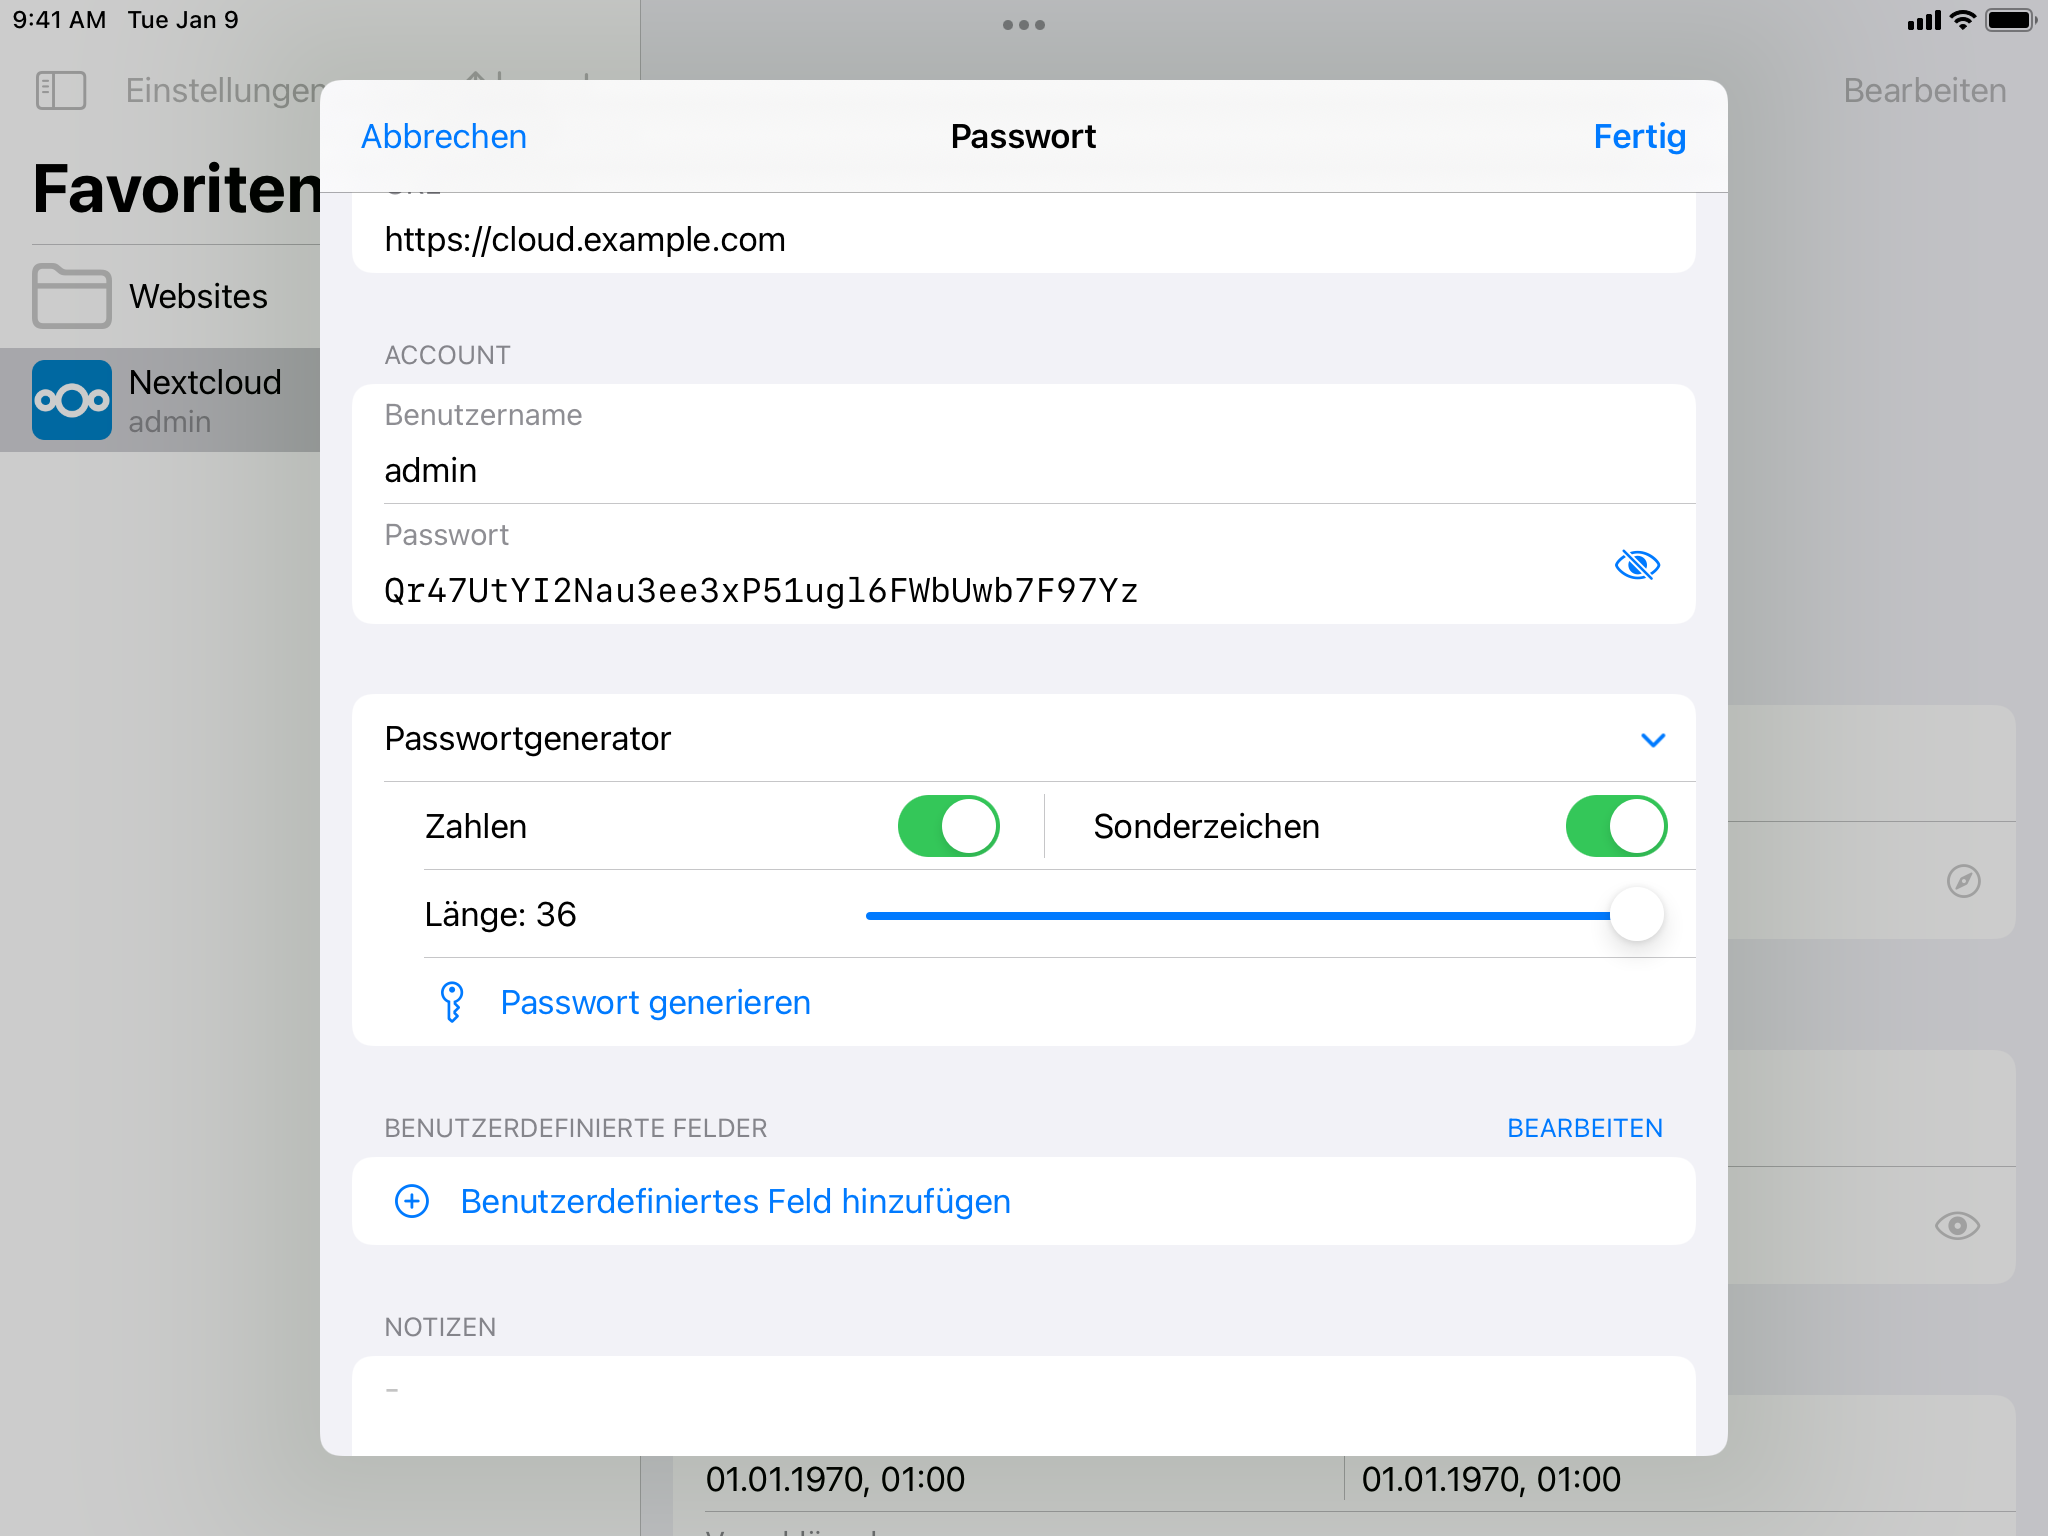 9:41 AM Tue Jan 9
Einstellungen
Bearbeiten
Favoriten
Websites
Nextcloud
admin
Abbrechen
Passwort
Fertig
https://cloud.example.com
ACCOUNT
Benutzername
admin
Passwort
Qr47UtYI2Nau3ee3xP51ugl6FWbUwb7F97Yz
Passwortgenerator
Zahlen
Sonderzeichen
Länge: 36
Passwort generieren
BENUTZERDEFINIERTE FELDER
BEARBEITEN
Benutzerdefiniertes Feld hinzufügen
NOTIZEN
-
01.01.1970, 01:00
01.01.1970, 01:00